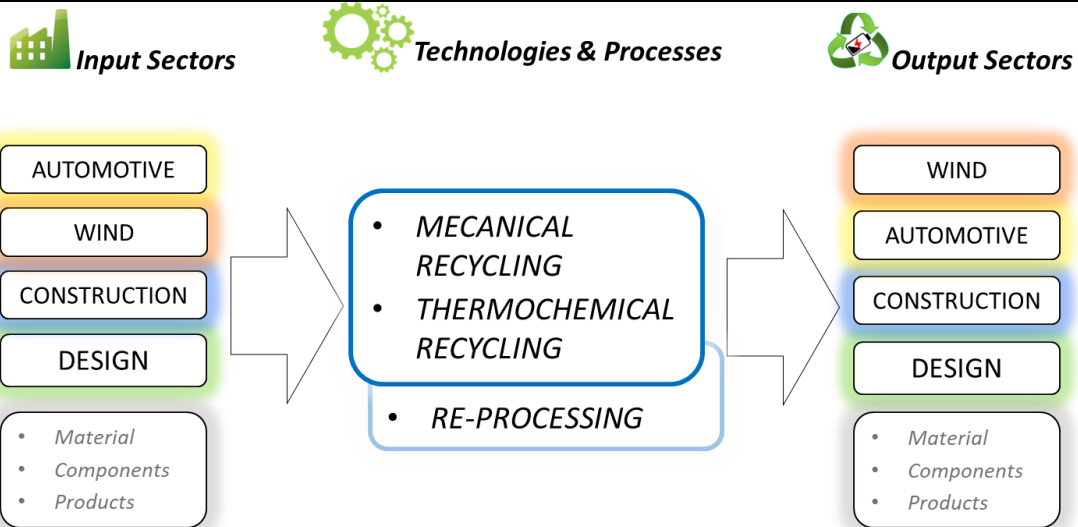 Input Sectors
Technologies & Processes
Output Sectors
AUTOMOTIVE
WIND
CONSTRUCTION
DESIGN
• Material
• Components
• Products
• MECANICAL
RECYCLING
• THERMOCHEMICAL
RECYCLING
• RE-PROCESSING
WIND
AUTOMOTIVE
CONSTRUCTION
DESIGN
• Material
• Components
• Products